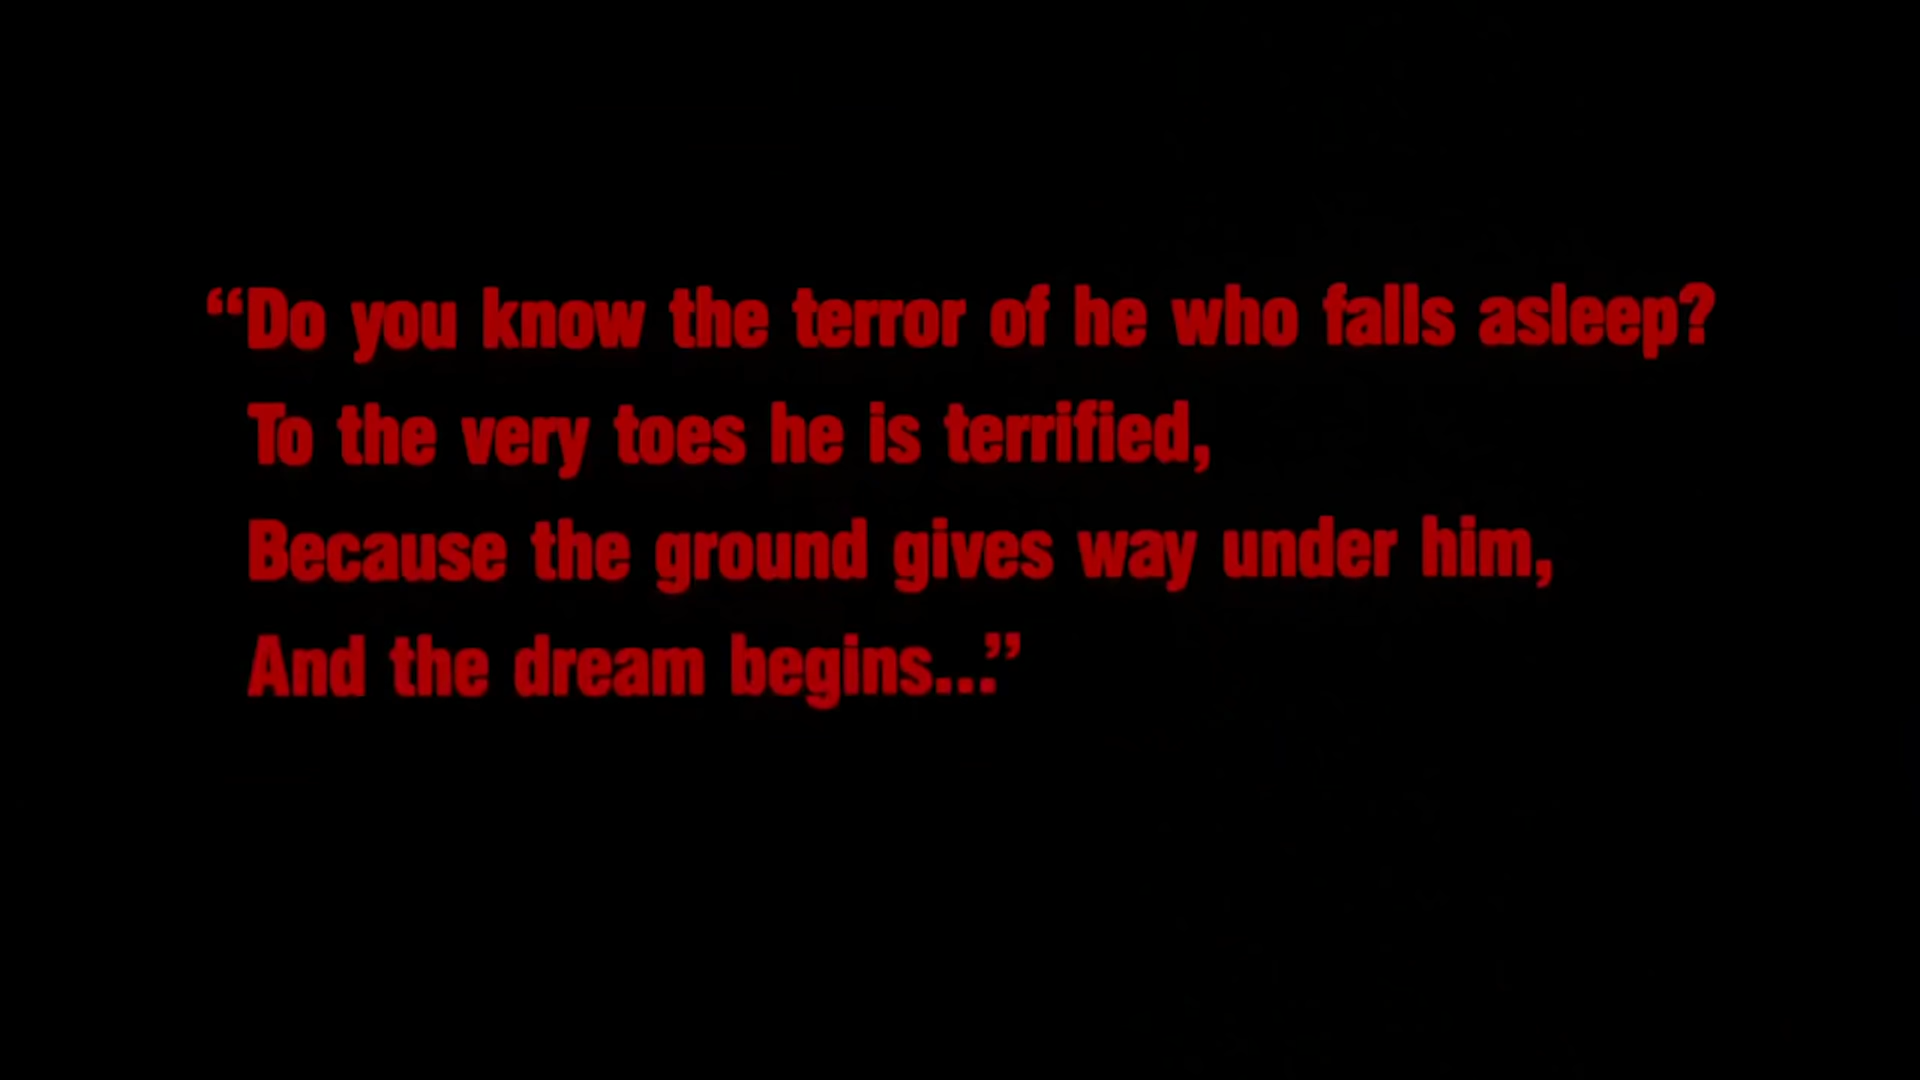 “Do you know the terror of he who falls asleep?
To the very toes he is terrified,
Because the ground gives way under him,
And the dream begins...”